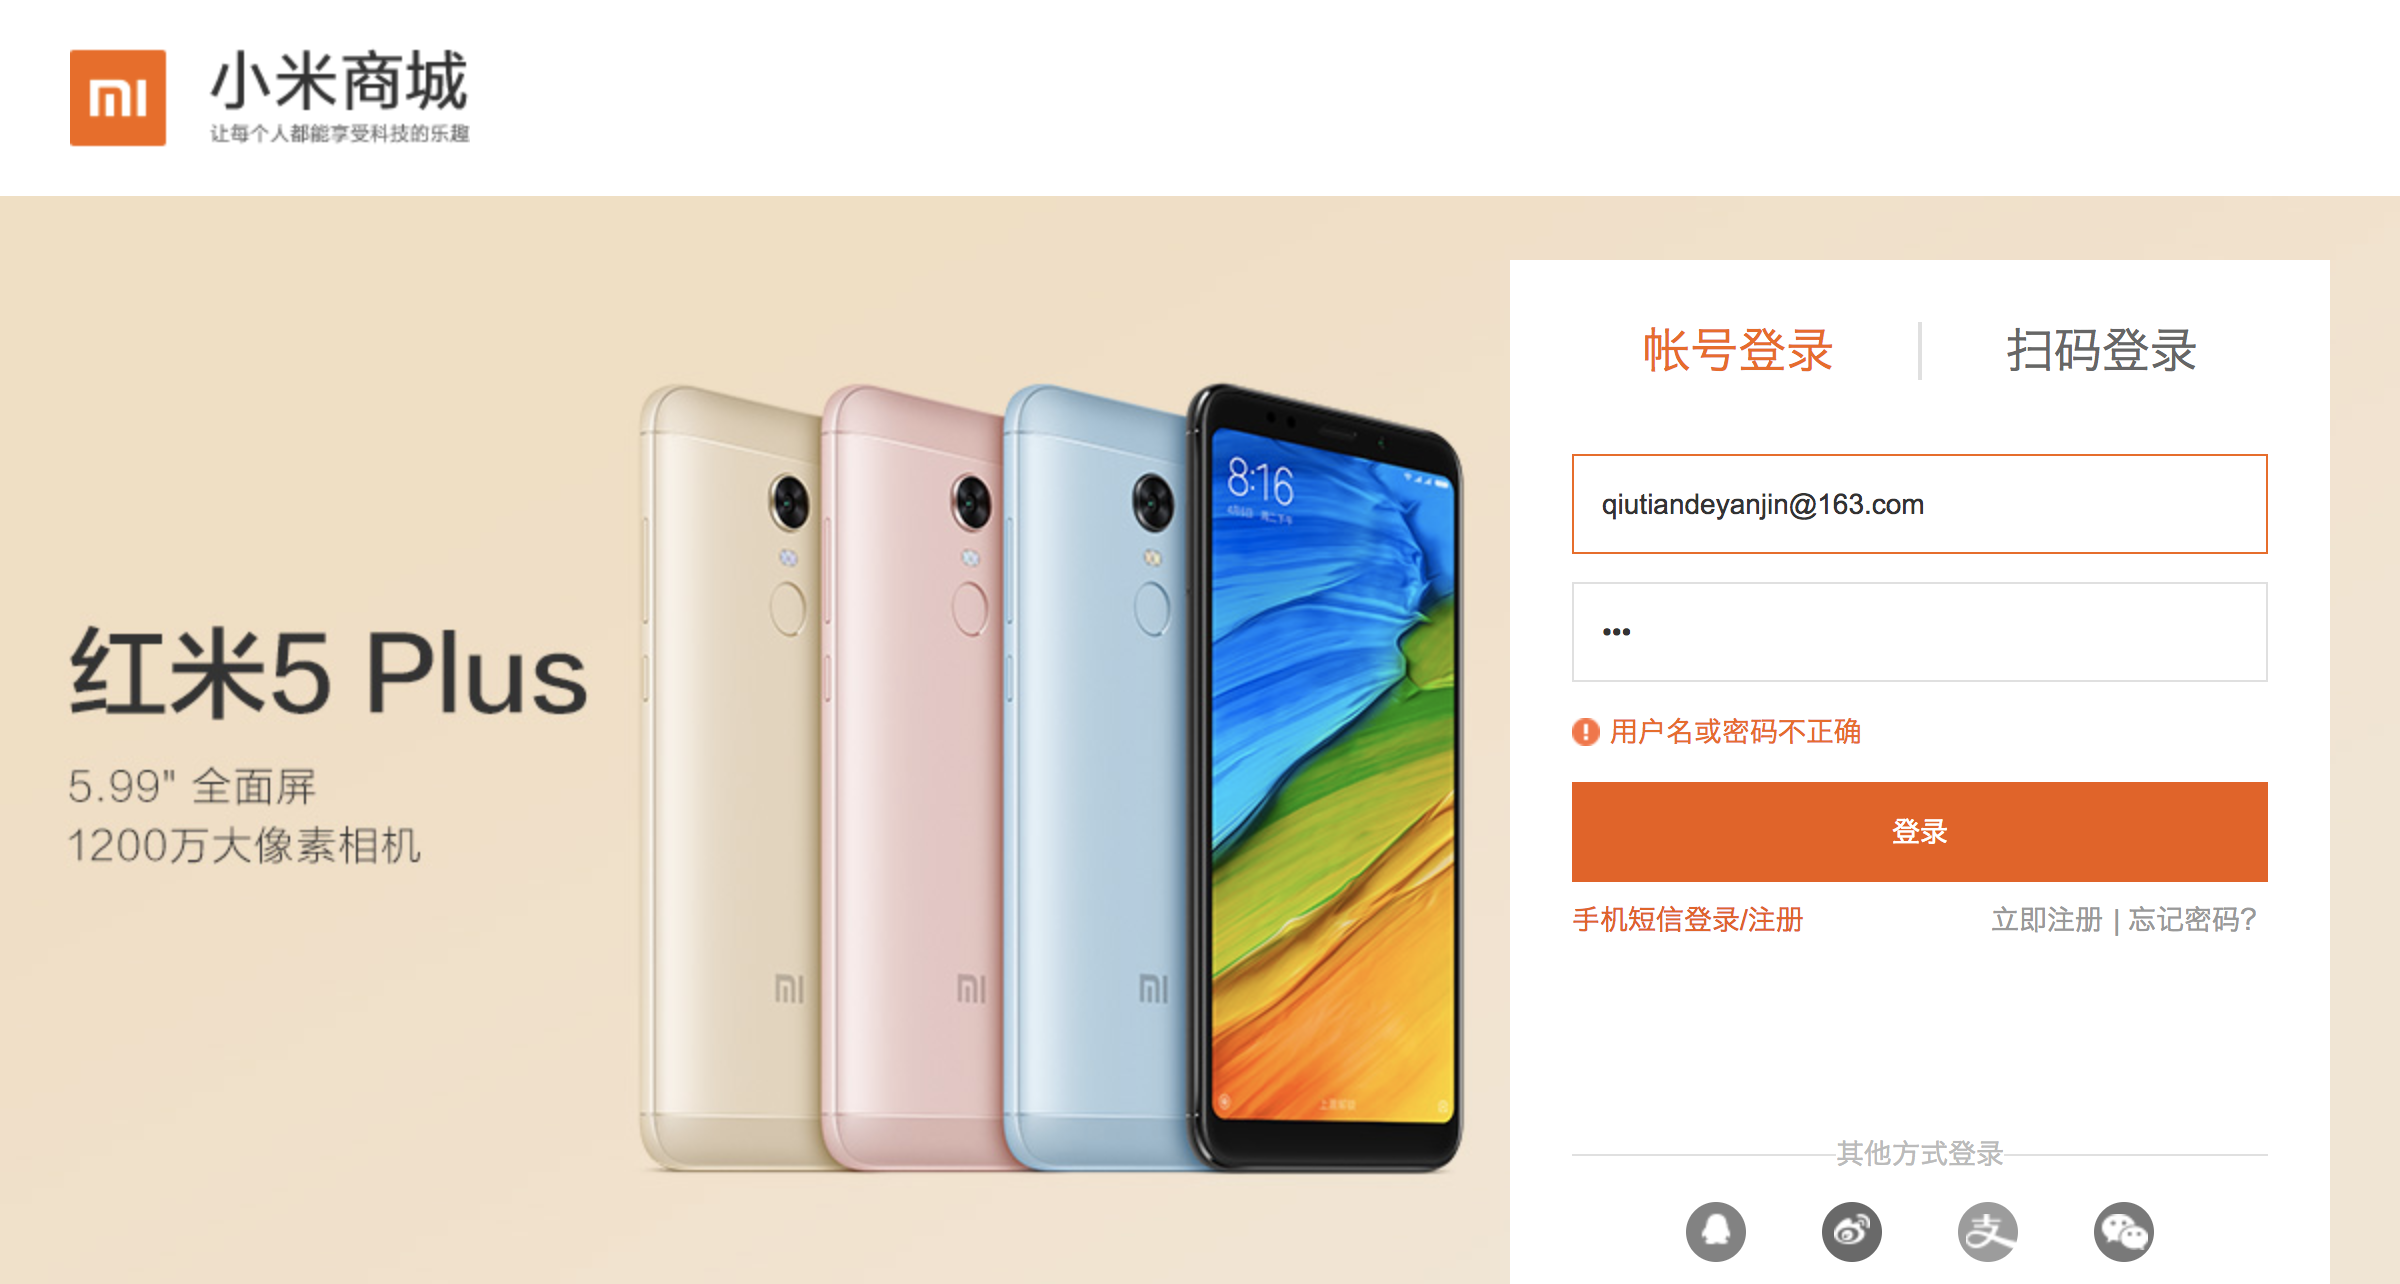 小米商城
让每个人都能享受科技的乐趣
帐号登录
扫码登录
qiutiandeyanjin@163.com
•••
用户名或密码不正确
登录
手机短信登录/注册
立即注册 | 忘记密码?
其他方式登录
红米5 Plus
5.99" 全面屏
1200万大像素相机
8:16